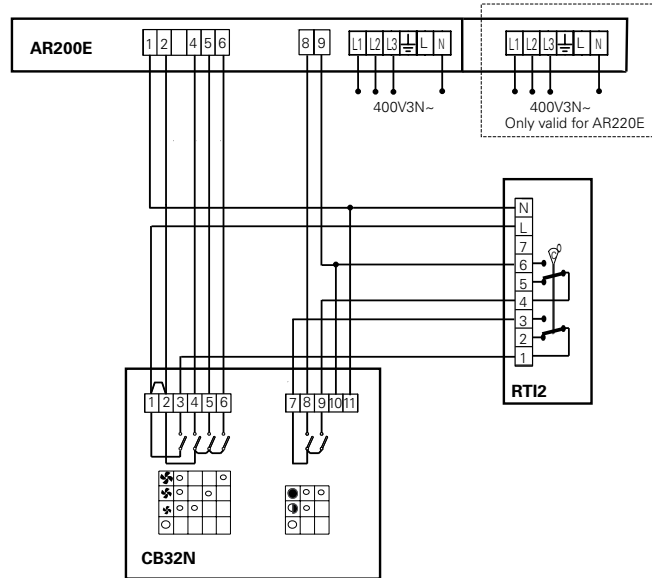 AR200E
1 2 4 5 6
8 9
L1 L2 L3 L N
L1 L2 L3 L N
400V3N~
400V3N~
Only valid for AR220E
N
L
7
6
5
4
3
2
1
RTI2
1 2 3 4 5 6
7 8 9 10 11
CB32N